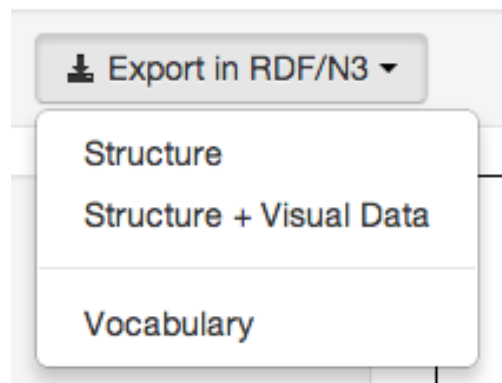 Export in RDF/N3
Structure
Structure + Visual Data
Vocabulary